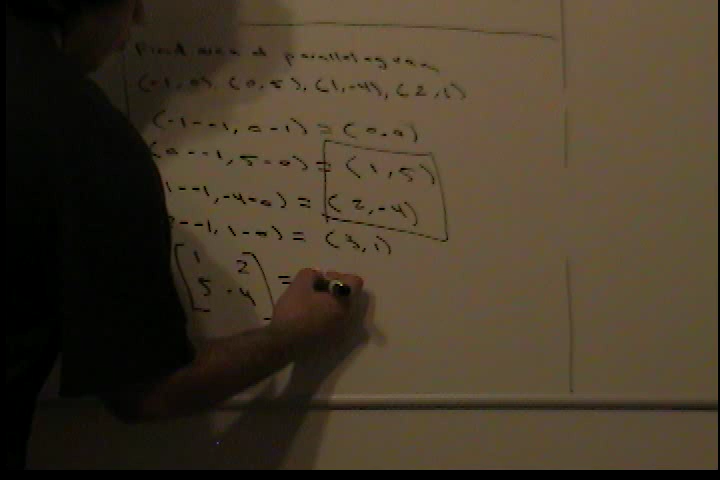 Find area of parallelogram
(-1,0), (0,5), (1,-4), (2,1)
(-1--1, 0-1) = (0,0)
(0--1, 5-0) = (1,5)
1--1, -4-0) = (2,-4)
--1, 1-0) = (3,1)
1 2
5 -4 =